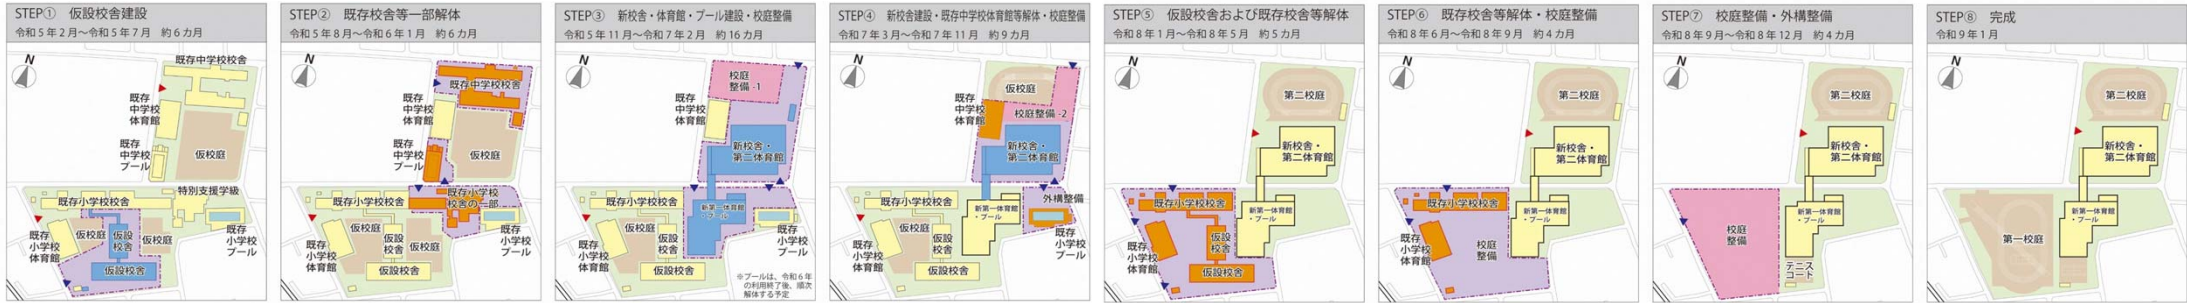 STEP① 仮設校舎建設
令和5年2月～令和5年7月 約6カ月
N
既存中学校校舎
既存
中学校
体育館
既存
中学校
プール
仮校庭
特別支援学級
既存小学校校舎
仮校庭
仮設
校舎
仮校庭
既存
小学校
体育館
既存
小学校
プール
仮設校舎
STEP② 既存校舎等一部解体
令和5年8月～令和6年1月 約6カ月
N
既存中学校校舎
既存
中学校
体育館
既存
中学校
プール
仮校庭
既存小学校
校舎の一部
既存小学校校舎
仮校庭
仮設
校舎
仮校庭
既存
小学校
体育館
既存
小学校
プール
仮設校舎
STEP③ 新校舎・体育館・プール建設・校庭整備
令和5年11月～令和7年2月 約16カ月
N
校庭
整備-1
既存
中学校
体育館
新校舎・
第二体育館
既存小学校校舎
新第一体育館
・プール
仮校庭
仮設
校舎
既存
小学校
体育館
既存
小学校
プール
仮設校舎
※プールは、令和6年
の利用終了後、順次
解体する予定
STEP④ 新校舎建設・既存中学校体育館等解体・校庭整備
令和7年3月～令和7年11月 約9カ月
N
仮校庭
既存
中学校
体育館
校庭整備-2
新校舎・
第二体育館
外構整備
既存小学校校舎
新第一体育館
・プール
仮校庭
仮設
校舎
既存
小学校
体育館
既存
小学校
プール
仮設校舎
STEP⑤ 仮設校舎および既存校舎等解体
令和8年1月～令和8年5月 約5カ月
N
第二校庭
新校舎・
第二体育館
既存小学校校舎
新第一体育館
・プール
既存
小学校
体育館
仮設
校舎
校庭
整備
仮設校舎
STEP⑥ 既存校舎等解体・校庭整備
令和8年6月～令和8年9月 約4カ月
N
第二校庭
新校舎・
第二体育館
既存小学校校舎
新第一体育館
・プール
既存
小学校
体育館
校庭
整備
STEP⑦ 校庭整備・外構整備
令和8年9月～令和8年12月 約4カ月
N
第二校庭
新校舎・
第二体育館
新第一体育館
・プール
校庭
整備
テニス
コート
STEP⑧ 完成
令和9年1月
N
第二校庭
新校舎・
第二体育館
新第一体育館
・プール
第一校庭